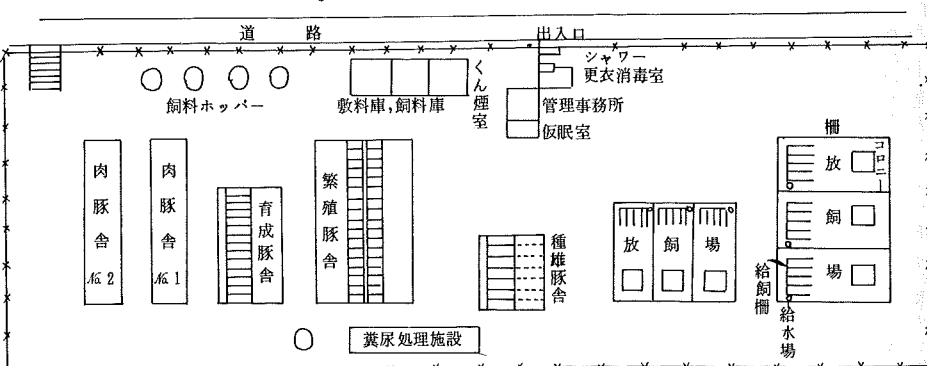 道路
出入口
シャワー
更衣消毒室
くん煙室
飼料ホッパー
敷料庫,飼料庫
管理事務所
仮眠室
柵
コロニー
放
飼
場
肉豚舎 №2
肉豚舎 №1
育成豚舎
繁殖豚舎
種雄豚舎
放飼場
給飼柵
給水場
糞尿処理施設